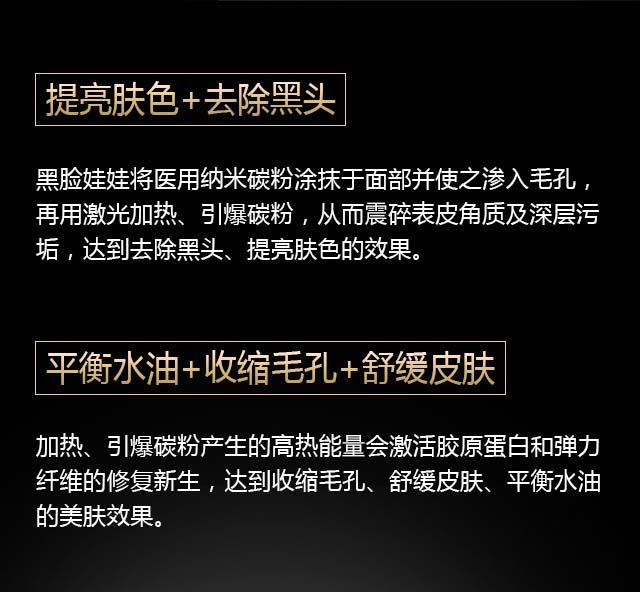 提亮肤色+去除黑头
黑脸娃娃将医用纳米碳粉涂抹于面部并使之渗入毛孔，
再用激光加热、引爆碳粉，从而震碎表皮角质及深层污
垢，达到去除黑头、提亮肤色的效果。
平衡水油+收缩毛孔+舒缓皮肤
加热、引爆碳粉产生的高热能量会激活胶原蛋白和弹力
纤维的修复新生，达到收缩毛孔、舒缓皮肤、平衡水油
的美肤效果。